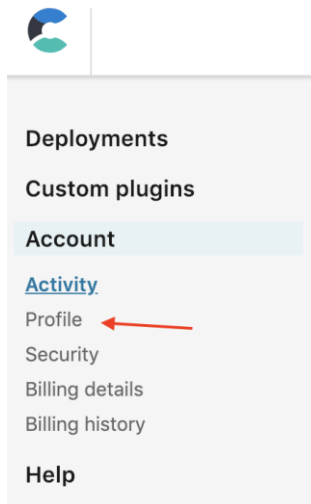 Deployments
Custom plugins
Account
Activity
Profile
Security
Billing details
Billing history
Help